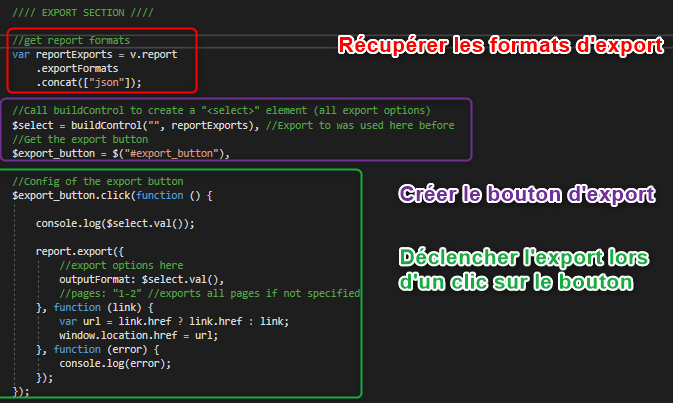 //// EXPORT SECTION ////
//get report formats
var reportExports = v.report
.exportFormats
.concat(["json"]);
Récupérer les formats d'export
//Call buildControl to create a "<select>" element (all export options)
$select = buildControl("", reportExports), //Export to was used here before
//Get the export button
$export_button = $("#export_button"),
Créer le bouton d'export
//Config of the export button
$export_button.click(function () {
console.log($select.val());
report.export({
//export options here
outputFormat: $select.val(),
//pages: "1-2" //exports all pages if not specified
}, function (link) {
var url = link.href ? link.href : link;
window.location.href = url;
}, function (error) {
console.log(error);
});
});
Déclencher l'export lors
d'un clic sur le bouton